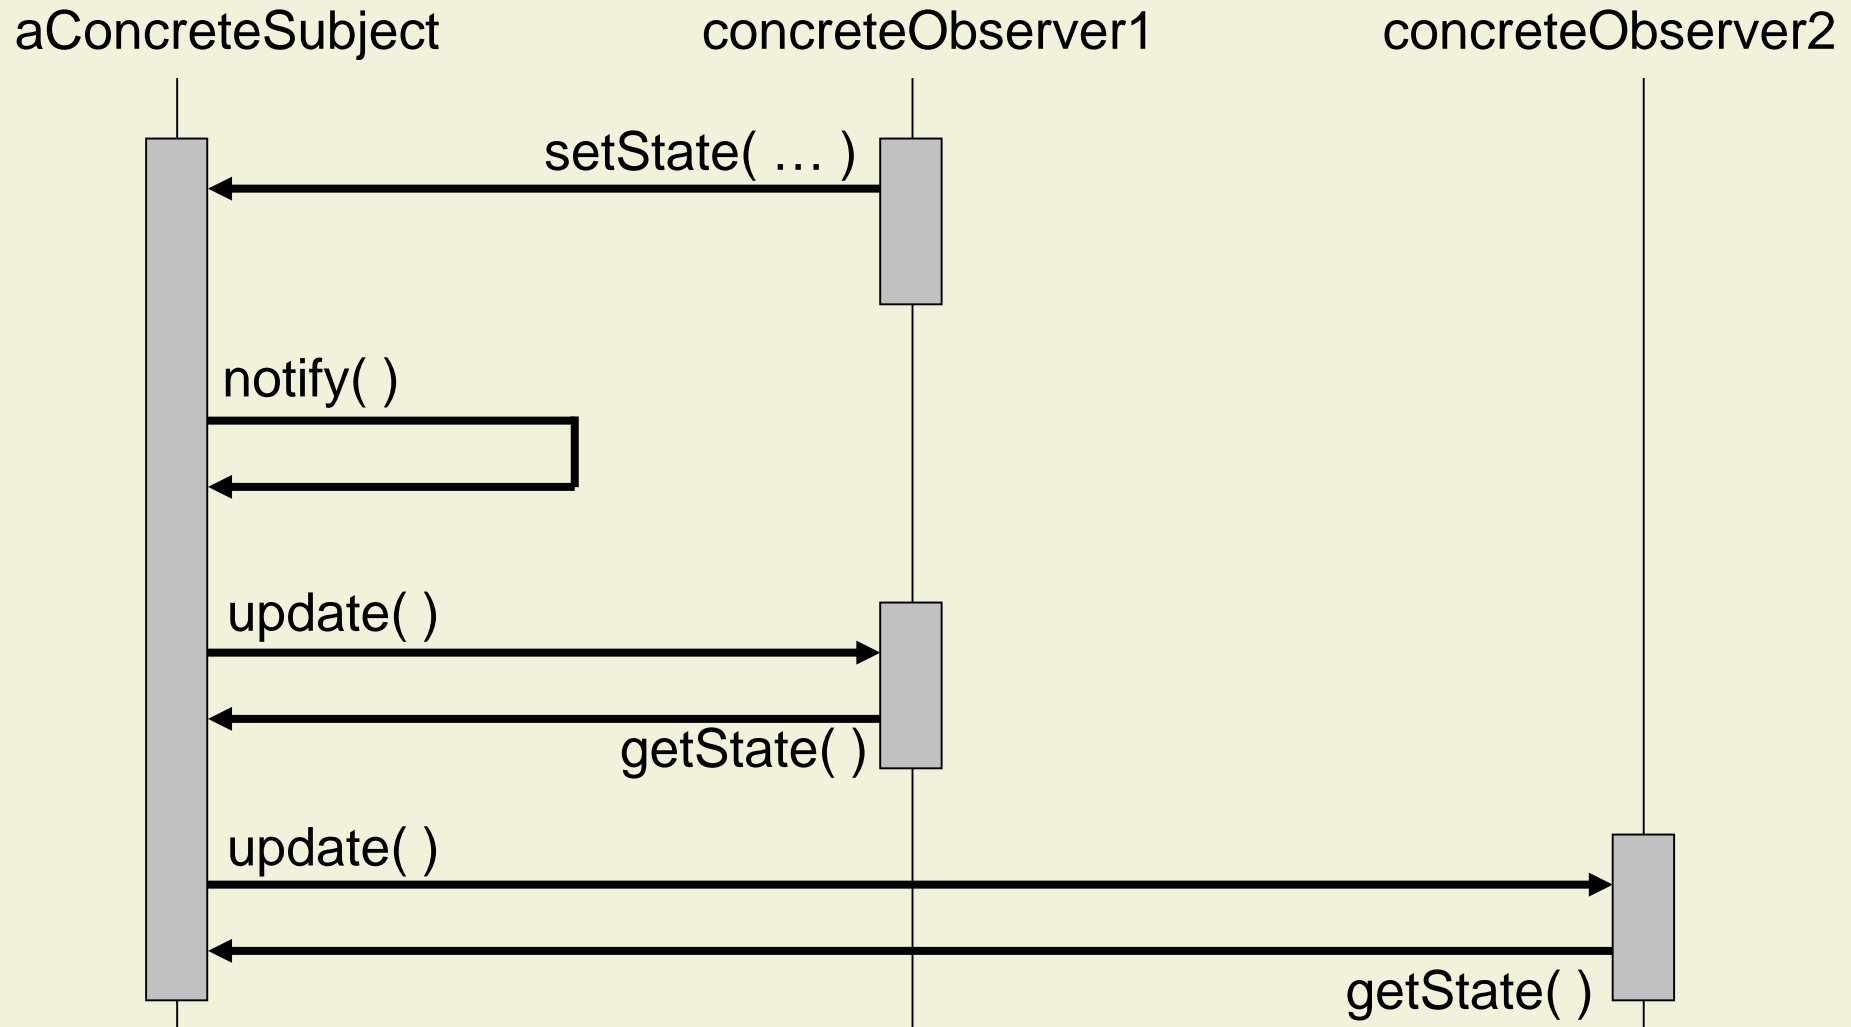 aConcreteSubject
concreteObserver1
concreteObserver2
setState( … )
notify( )
update( )
getState( )
update( )
getState( )